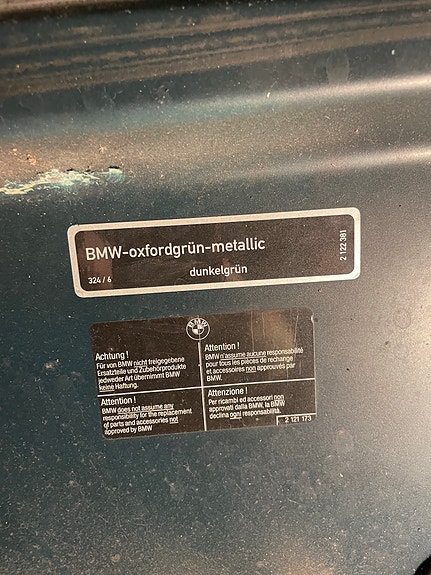 BMW-oxfordgrün-metallic
dunkelgrün
324 / 6
2 122 381
BMW
Achtung !
Für von BMW nicht freigegebene
Ersatzteile und Zubehörprodukte
jedweder Art übernimmt BMW
keine Haftung.
Attention !
BMW n'assume aucune responsabilité
pour tous les pièces de rechange
et accessoires non approuvés par
BMW.
Attention !
BMW does not assume any
responsibility for the replacement
of parts and accessories not
approved by BMW
Attenzione !
Per ricambi ed accessori non
approvati dalla BMW, la BMW
declina ogni responsabilità.
2 121 173